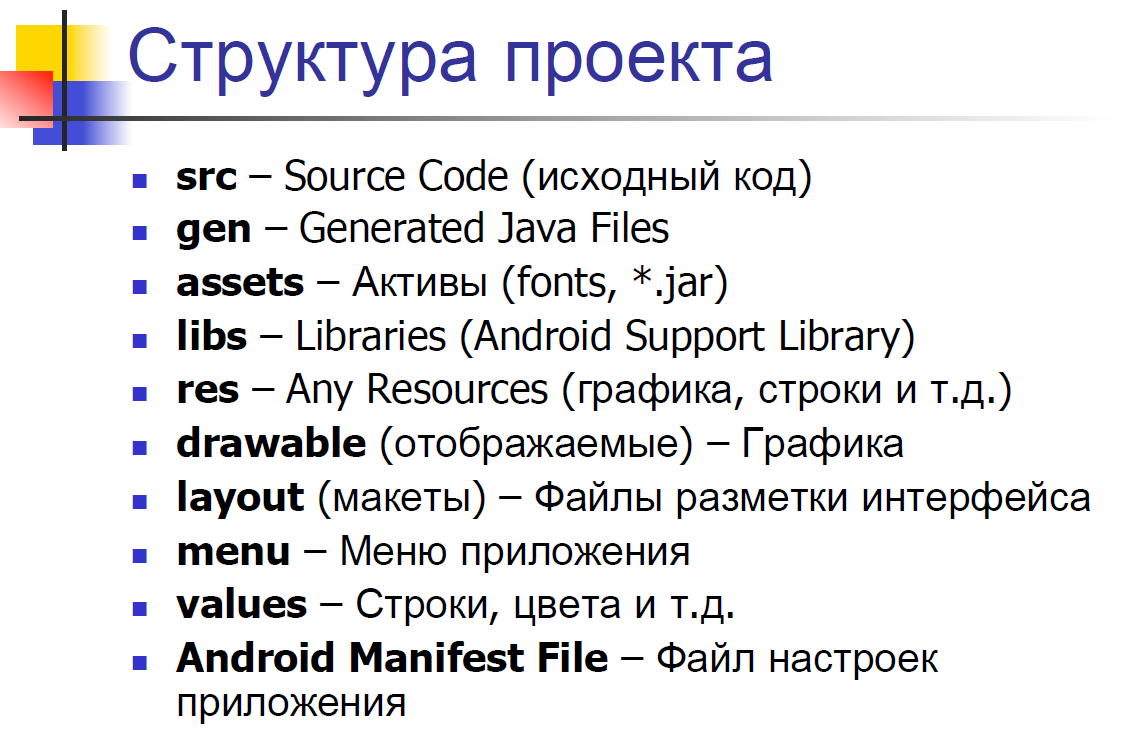 Структура проекта
src – Source Code (исходный код)
gen – Generated Java Files
assets – Активы (fonts, *.jar)
libs – Libraries (Android Support Library)
res – Any Resources (графика, строки и т.д.)
drawable (отображаемые) – Графика
layout (макеты) – Файлы разметки интерфейса
menu – Меню приложения
values – Строки, цвета и т.д.
Android Manifest File – Файл настроек
приложения